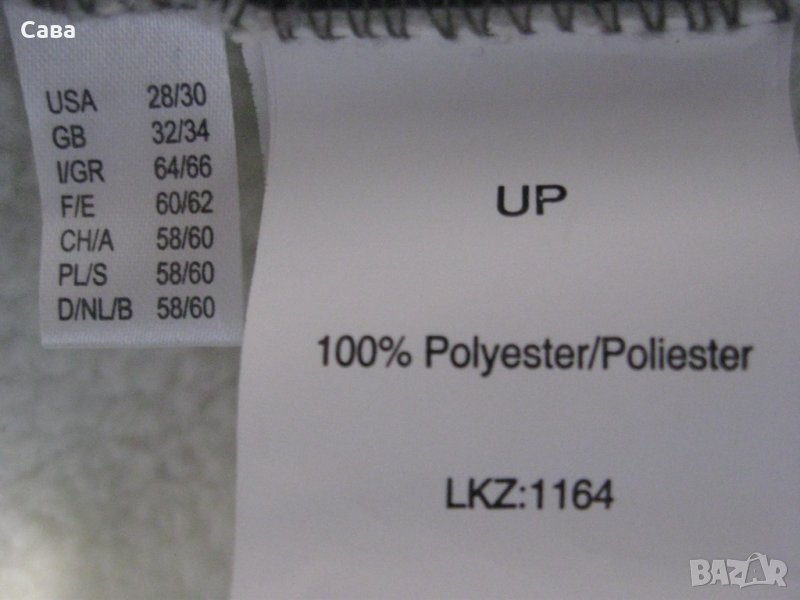 Сава
USA 28/30
GB 32/34
I/GR 64/66
F/E 60/62
CH/A 58/60
PL/S 58/60
D/NL/B 58/60
UP
100% Polyester/Poliester
LKZ:1164
BAZAR